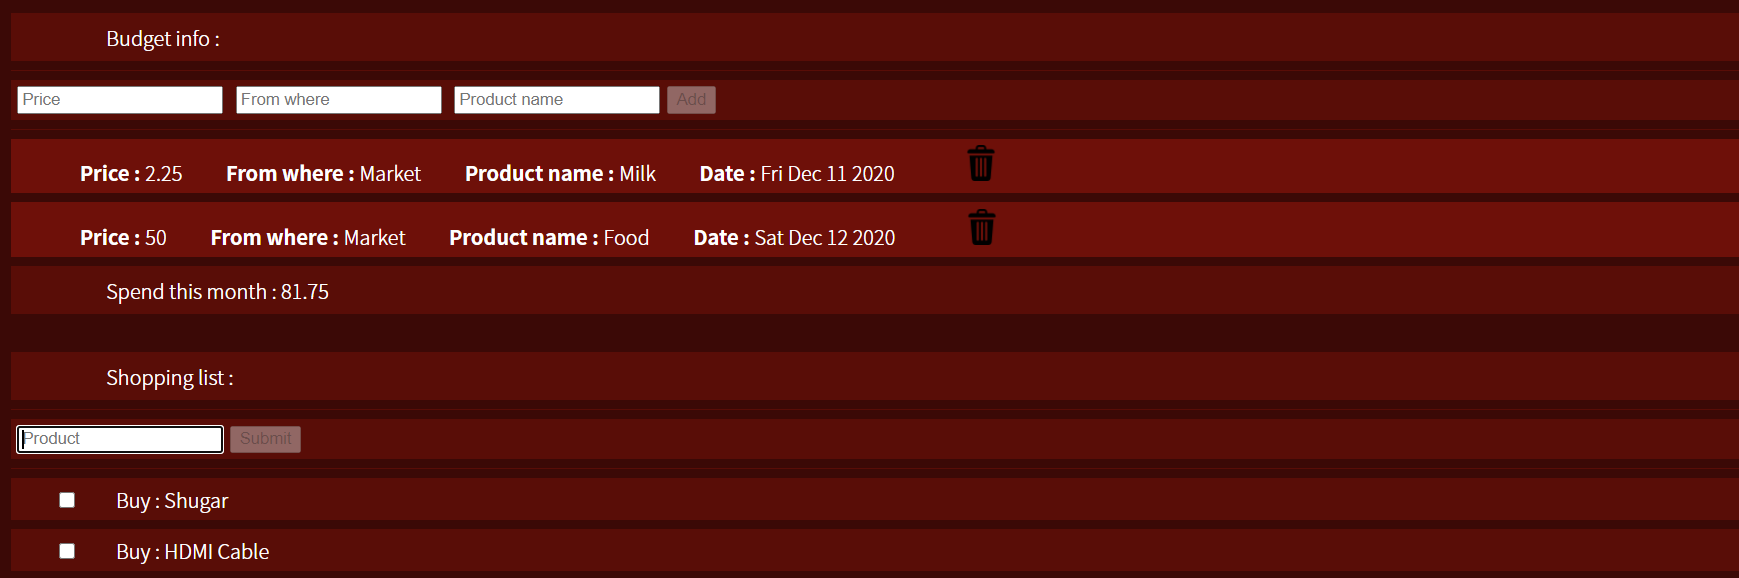 Budget info :
Price From where Product name Add
Price : 2.25 From where : Market Product name : Milk Date : Fri Dec 11 2020
Price : 50 From where : Market Product name : Food Date : Sat Dec 12 2020
Spend this month : 81.75
Shopping list :
Product Submit
Buy : Shugar
Buy : HDMI Cable